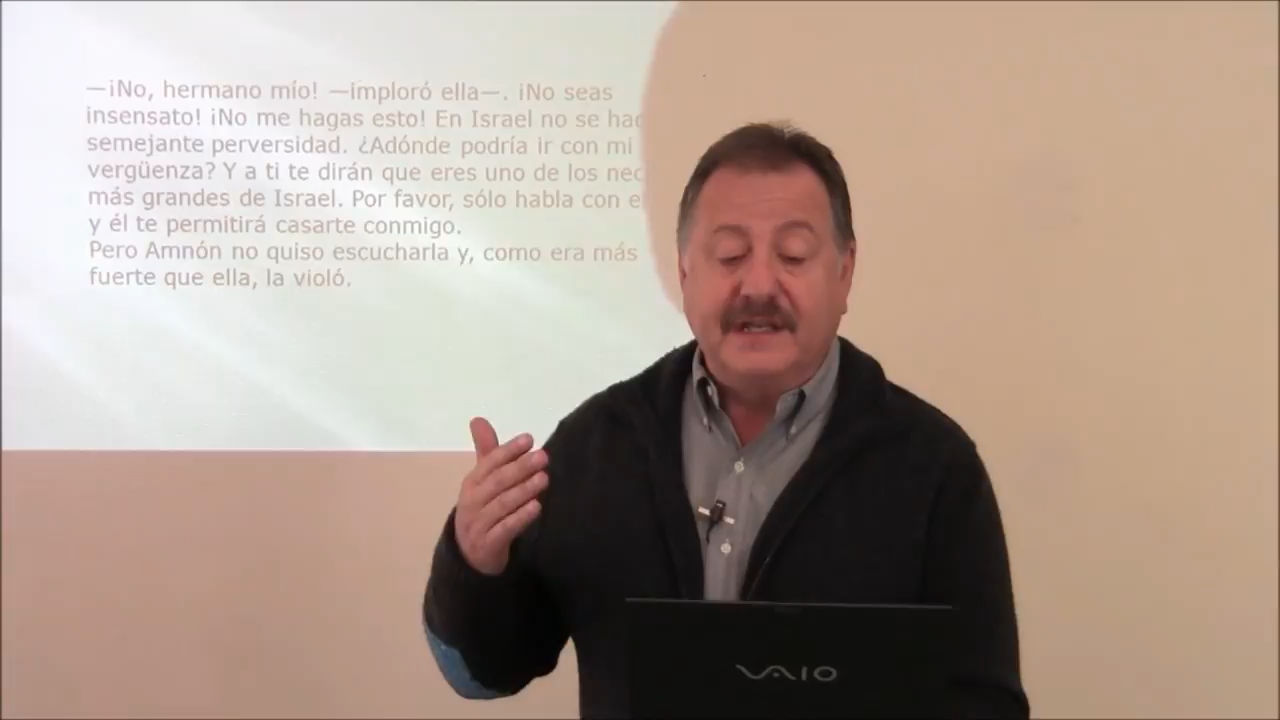 —¡No, hermano mío! —imploró ella—. ¡No seas
insensato! ¡No me hagas esto! En Israel no se
semejante perversidad. ¿Adónde podría ir con mi
vergüenza? Y a ti te dirán que eres uno de los
más grandes de Israel. Por favor, sólo habla con
y él te permitirá casarte conmigo.
Pero Amnón no quiso escucharla y, como era más
fuerte que ella, la violó.
VAIO